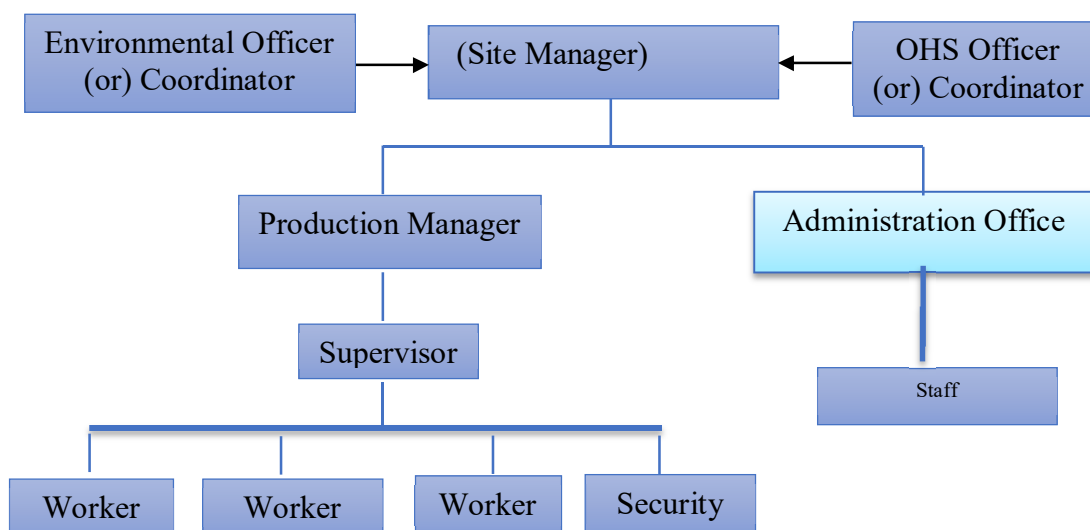 Environmental Officer
(or) Coordinator
(Site Manager)
OHS Officer
(or) Coordinator
Production Manager
Administration Office
Supervisor
Staff
Worker
Worker
Worker
Security